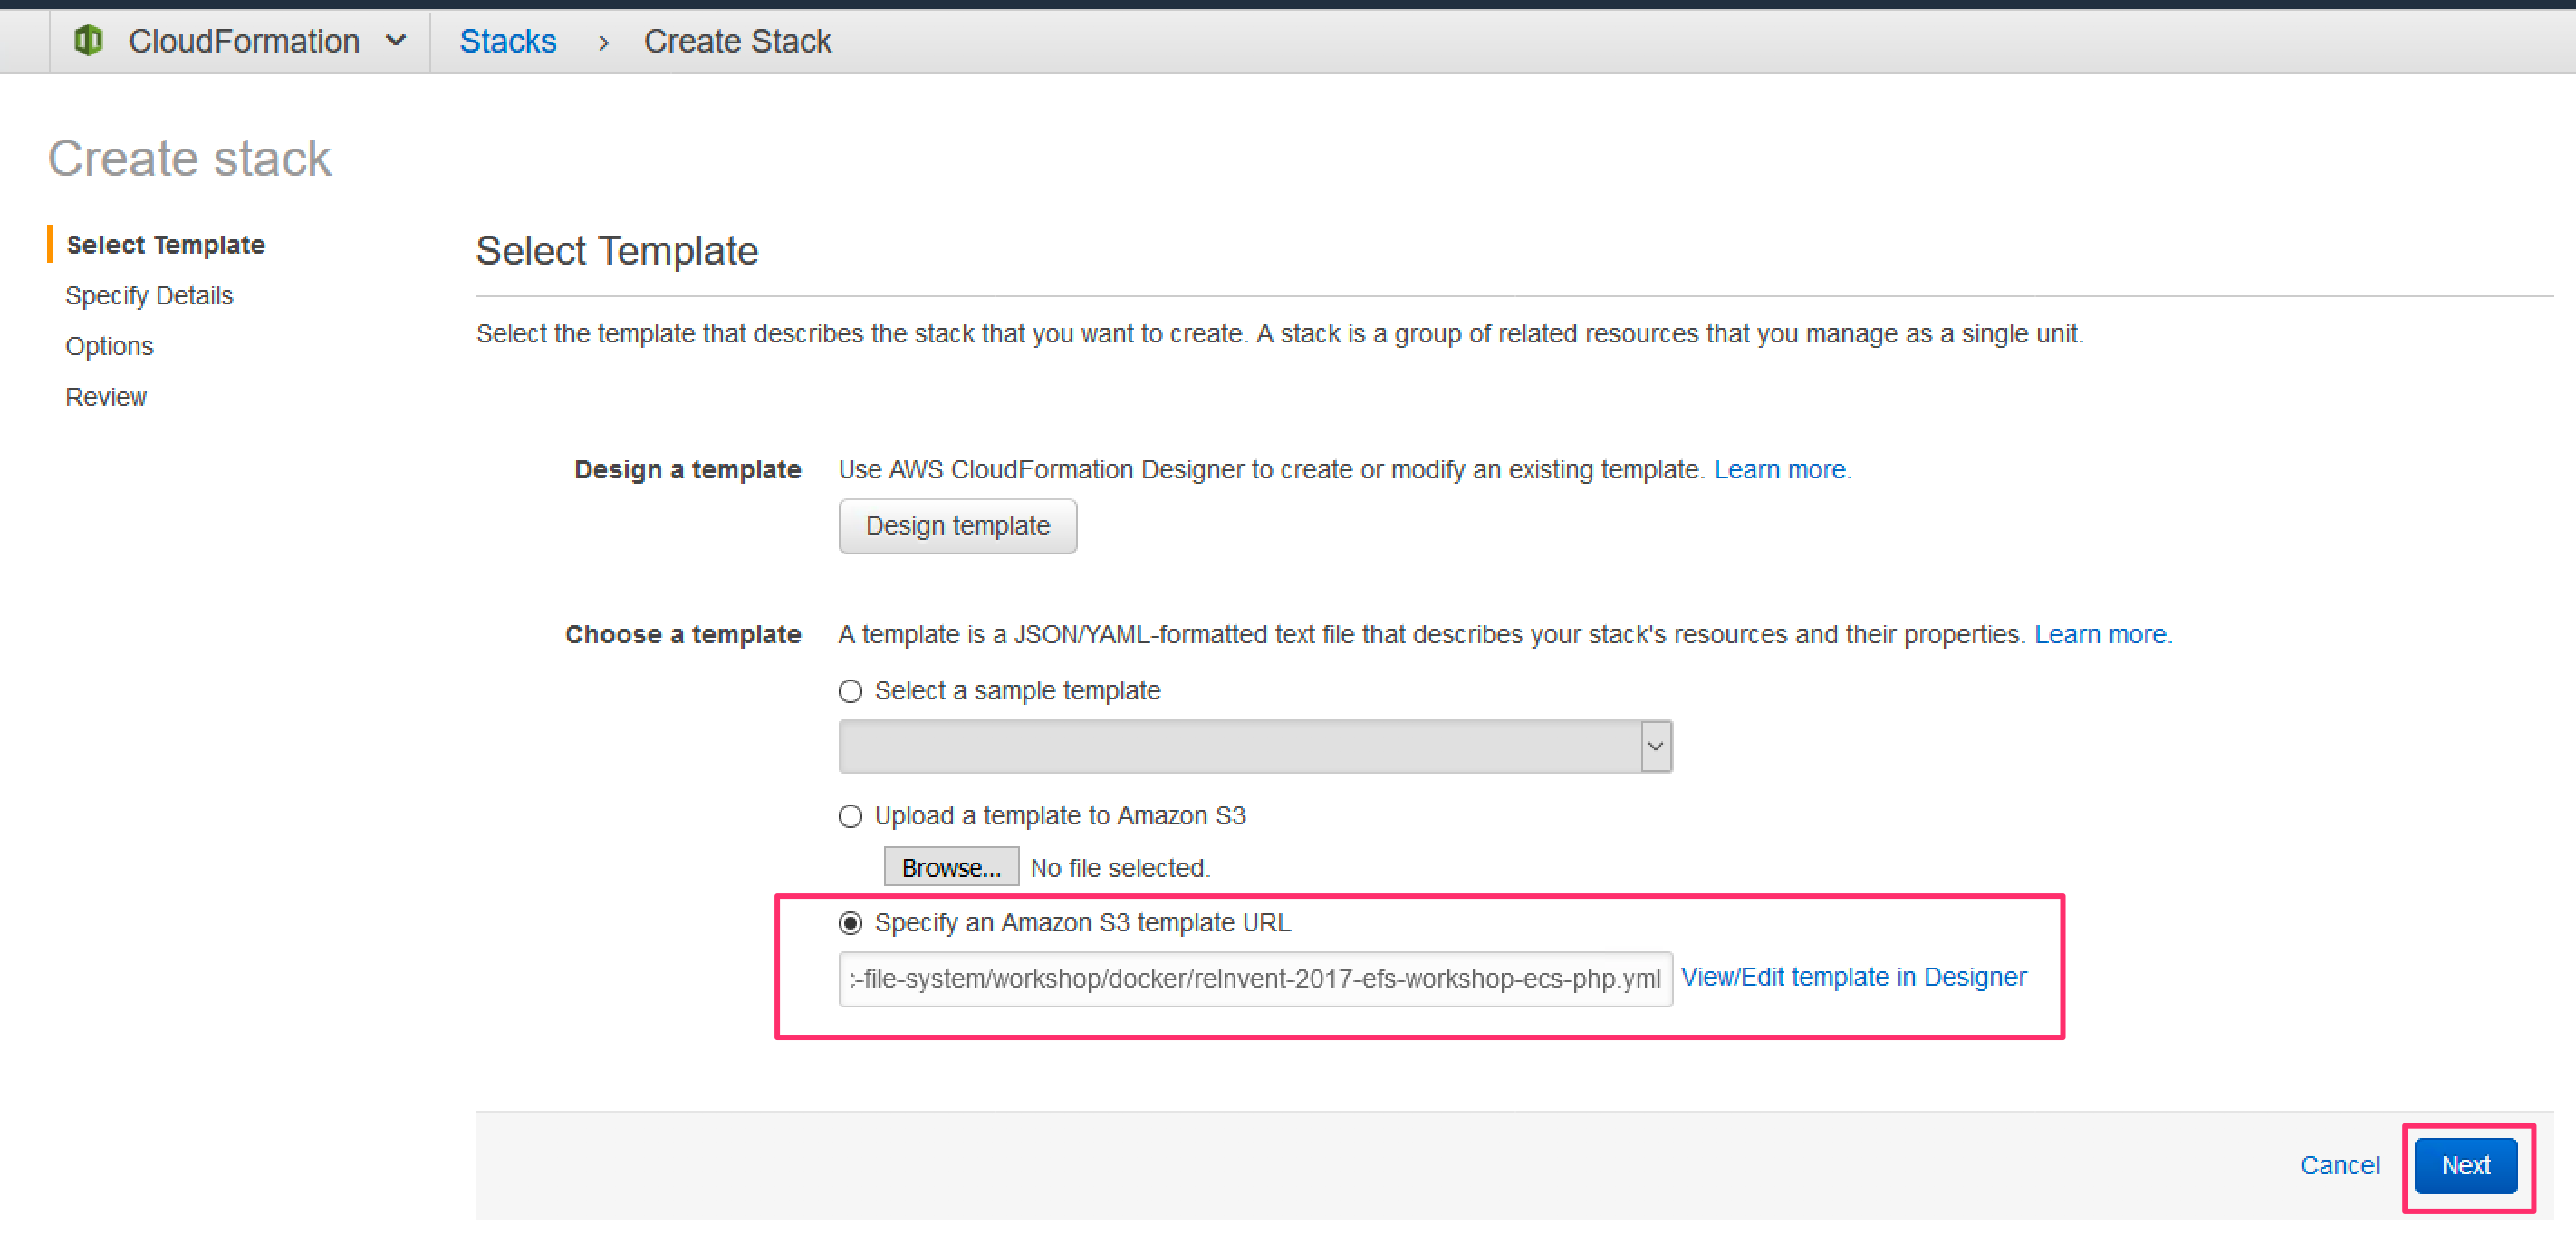 CloudFormation
Stacks > Create Stack
Create stack
Select Template
Specify Details
Options
Review
Select Template
Select the template that describes the stack that you want to create. A stack is a group of related resources that you manage as a single unit.
Design a template
Use AWS CloudFormation Designer to create or modify an existing template. Learn more.
Design template
Choose a template
A template is a JSON/YAML-formatted text file that describes your stack's resources and their properties. Learn more.
Select a sample template
Upload a template to Amazon S3
Browse... No file selected.
Specify an Amazon S3 template URL
-file-system/workshop/docker/reInvent-2017-efs-workshop-ecs-php.yml View/Edit template in Designer
Cancel Next